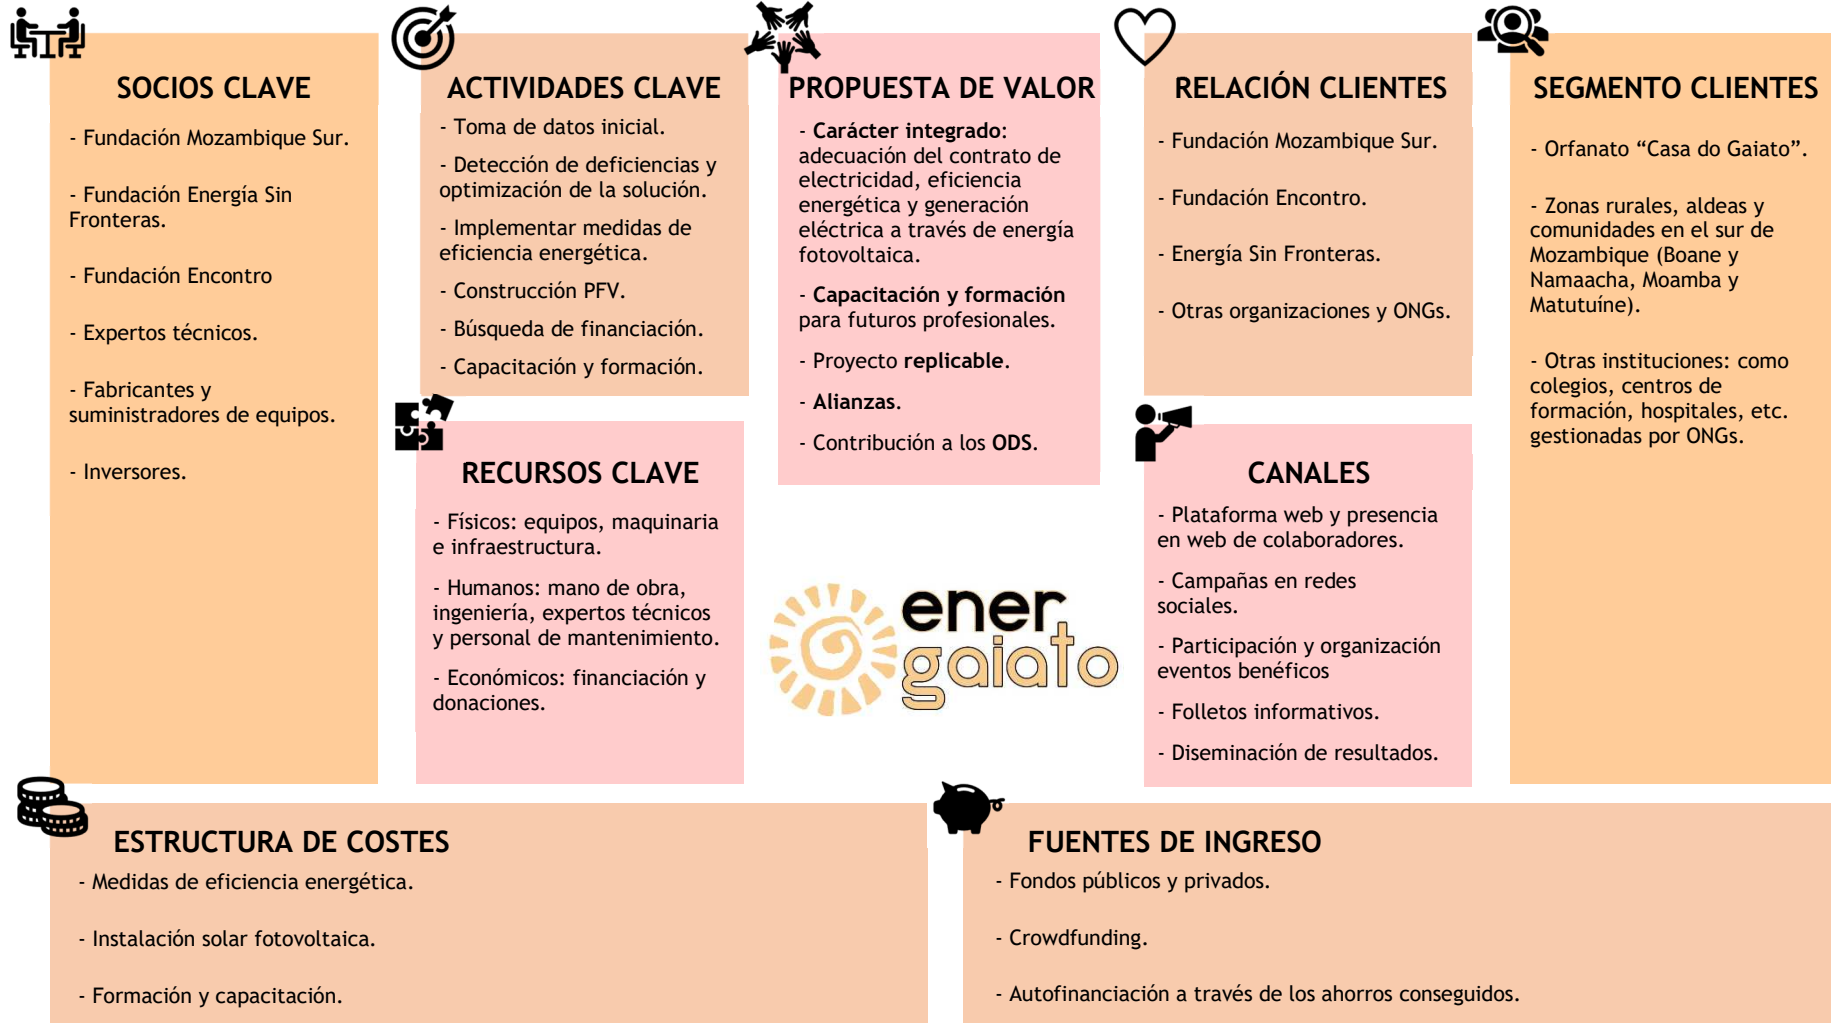 SOCIOS CLAVE
- Fundación Mozambique Sur.
- Fundación Energía Sin
Fronteras.
- Fundación Encontro
- Expertos técnicos.
- Fabricantes y
suministradores de equipos.
- Inversores.
ACTIVIDADES CLAVE
- Toma de datos inicial.
- Detección de deficiencias y
optimización de la solución.
- Implementar medidas de
eficiencia energética.
- Construcción PFV.
- Búsqueda de financiación.
- Capacitación y formación.
RECURSOS CLAVE
- Físicos: equipos, maquinaria
e infraestructura.
- Humanos: mano de obra,
ingeniería, expertos técnicos
y personal de mantenimiento.
- Económicos: financiación y
donaciones.
PROPUESTA DE VALOR
- Carácter integrado:
adecuación del contrato de
electricidad, eficiencia
energética y generación
eléctrica a través de energía
fotovoltaica.
- Capacitación y formación
para futuros profesionales.
- Proyecto replicable.
- Alianzas.
- Contribución a los ODS.
ener
gaiato
RELACIÓN CLIENTES
- Fundación Mozambique Sur.
- Fundación Encontro.
- Energía Sin Fronteras.
- Otras organizaciones y ONGs.
CANALES
- Plataforma web y presencia
en web de colaboradores.
- Campañas en redes
sociales.
- Participación y organización
eventos benéficos
- Folletos informativos.
- Diseminación de resultados.
SEGMENTO CLIENTES
- Orfanato “Casa do Gaiato”.
- Zonas rurales, aldeas y
comunidades en el sur de
Mozambique (Boane y
Namaacha, Moamba y
Matutuíne).
- Otras instituciones: como
colegios, centros de
formación, hospitales, etc.
gestionadas por ONGs.
ESTRUCTURA DE COSTES
- Medidas de eficiencia energética.
- Instalación solar fotovoltaica.
- Formación y capacitación.
FUENTES DE INGRESO
- Fondos públicos y privados.
- Crowdfunding.
- Autofinanciación a través de los ahorros conseguidos.